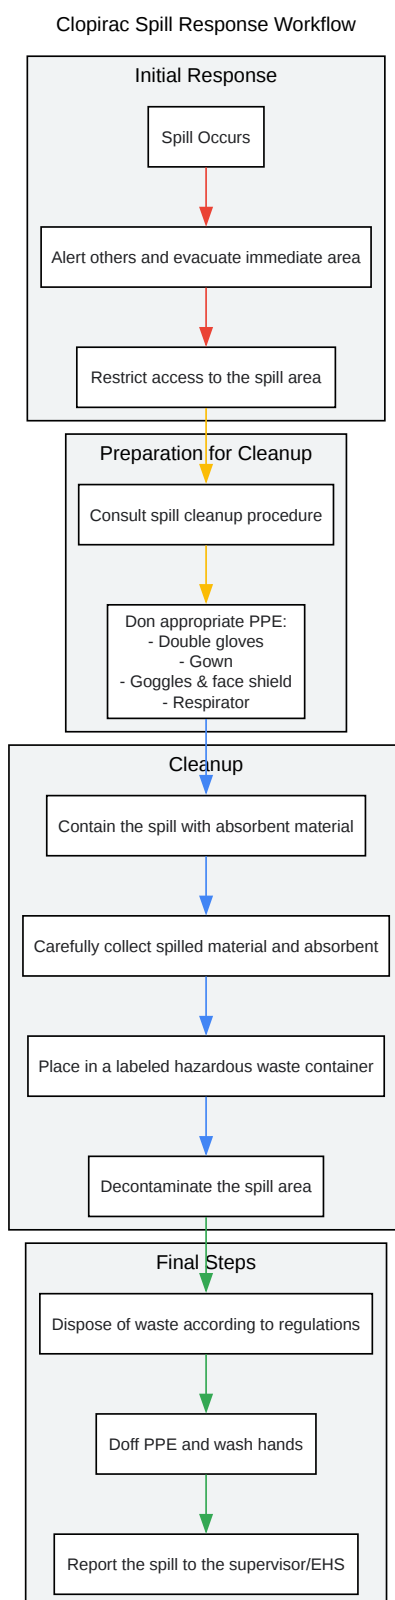 Clopirac Spill Response Workflow
Initial Response
Spill Occurs
Alert others and evacuate immediate area
Restrict access to the spill area
Preparation for Cleanup
Consult spill cleanup procedure
Don appropriate PPE:
- Double gloves
- Gown
- Goggles & face shield
- Respirator
Cleanup
Contain the spill with absorbent material
Carefully collect spilled material and absorbent
Place in a labeled hazardous waste container
Decontaminate the spill area
Final Steps
Dispose of waste according to regulations
Doff PPE and wash hands
Report the spill to the supervisor/EHS